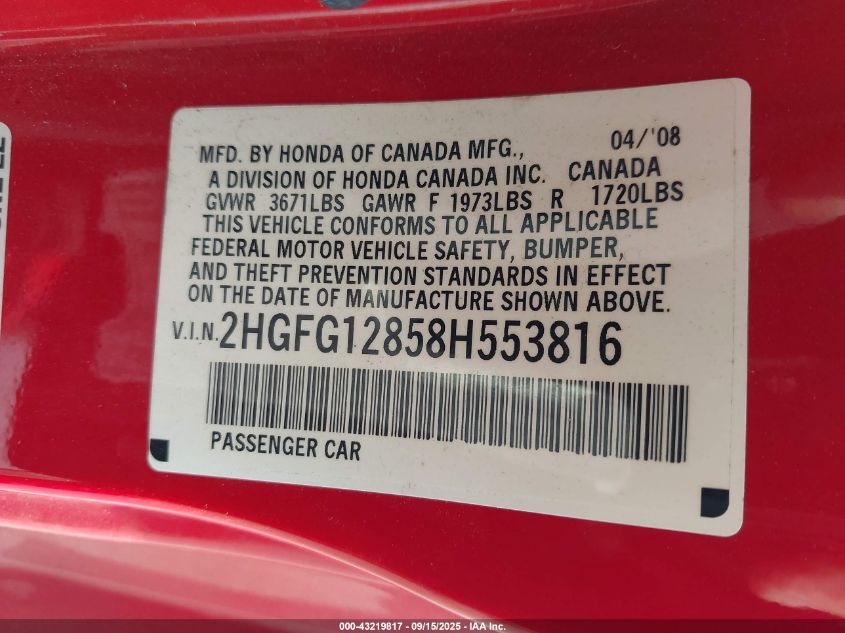 MFD. BY HONDA OF CANADA MFG., 04/'08
A DIVISION OF HONDA CANADA INC. CANADA
GVWR 3671LBS GAWR F 1973LBS R 1720LBS
THIS VEHICLE CONFORMS TO ALL APPLICABLE
FEDERAL MOTOR VEHICLE SAFETY, BUMPER,
AND THEFT PREVENTION STANDARDS IN EFFECT
ON THE DATE OF MANUFACTURE SHOWN ABOVE.
V.I.N. 2HGFG12858H553816
PASSENGER CAR
000-43219817 - 09/15/2025 - IAA Inc.